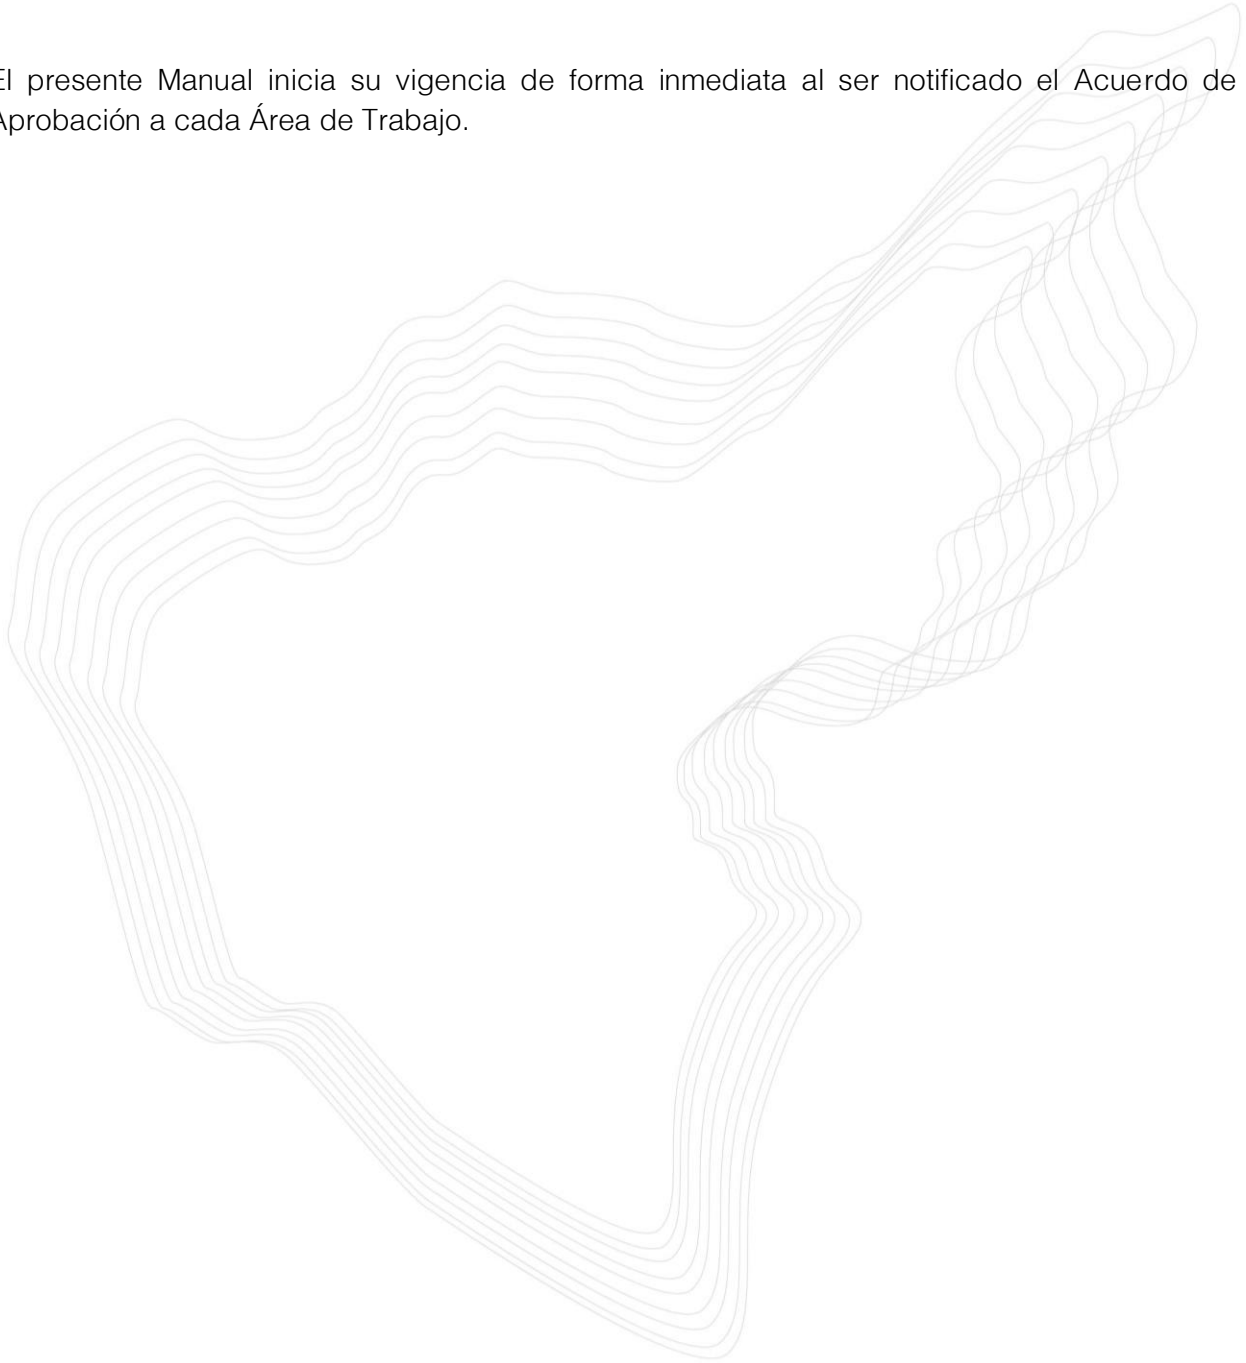 El presente Manual inicia su vigencia de forma inmediata al ser notificado el Acuerdo de
Aprobación a cada Área de Trabajo.